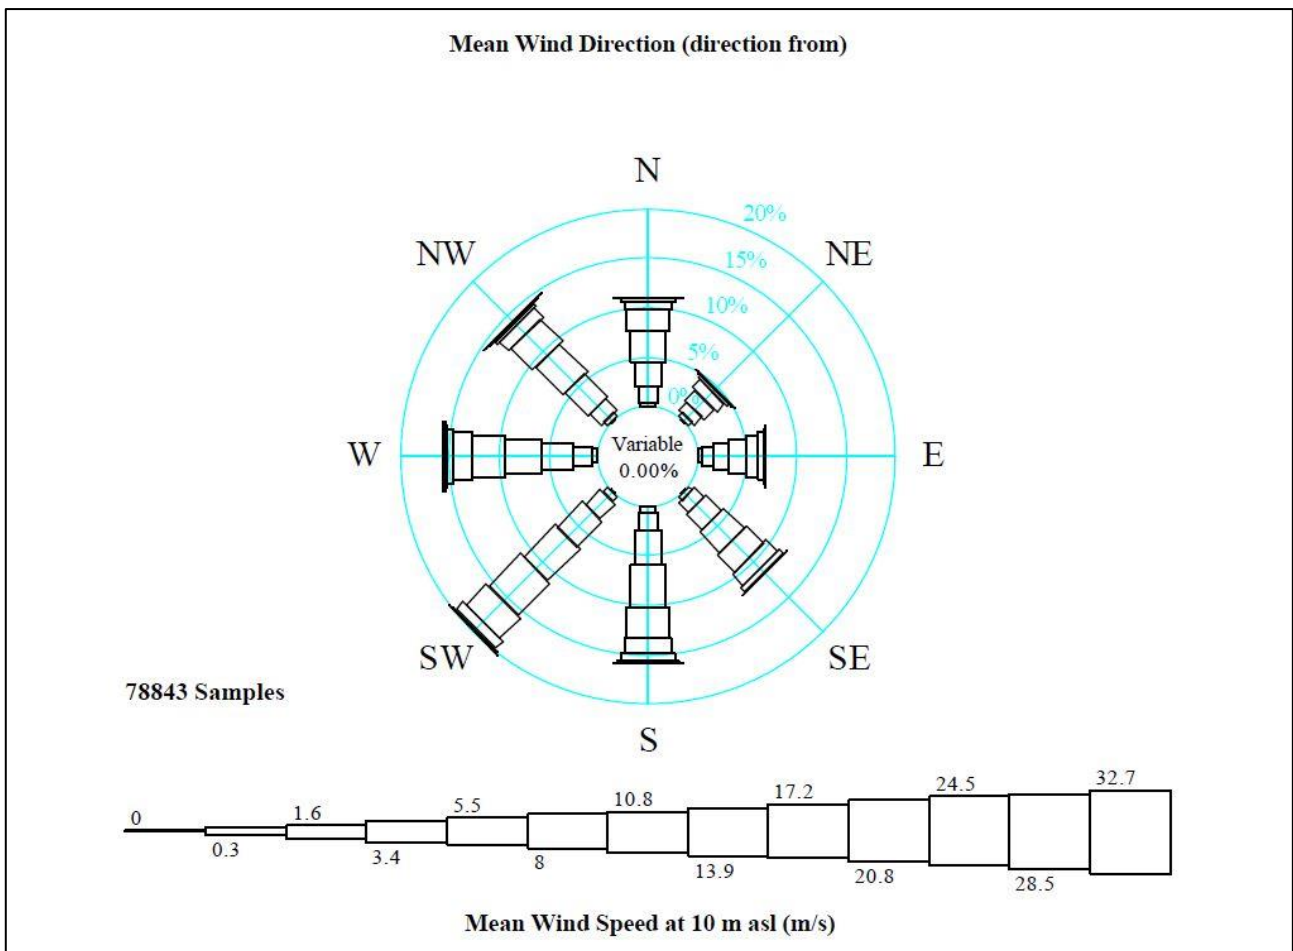 Mean Wind Direction (direction from)
N
20%
NW
NE
15%
10%
5%
0%
Variable
0.00%
W
E
SW
SE
78843 Samples
S
0
1.6
5.5
10.8
17.2
24.5
32.7
0.3
3.4
8
13.9
20.8
28.5
Mean Wind Speed at 10 m asl (m/s)